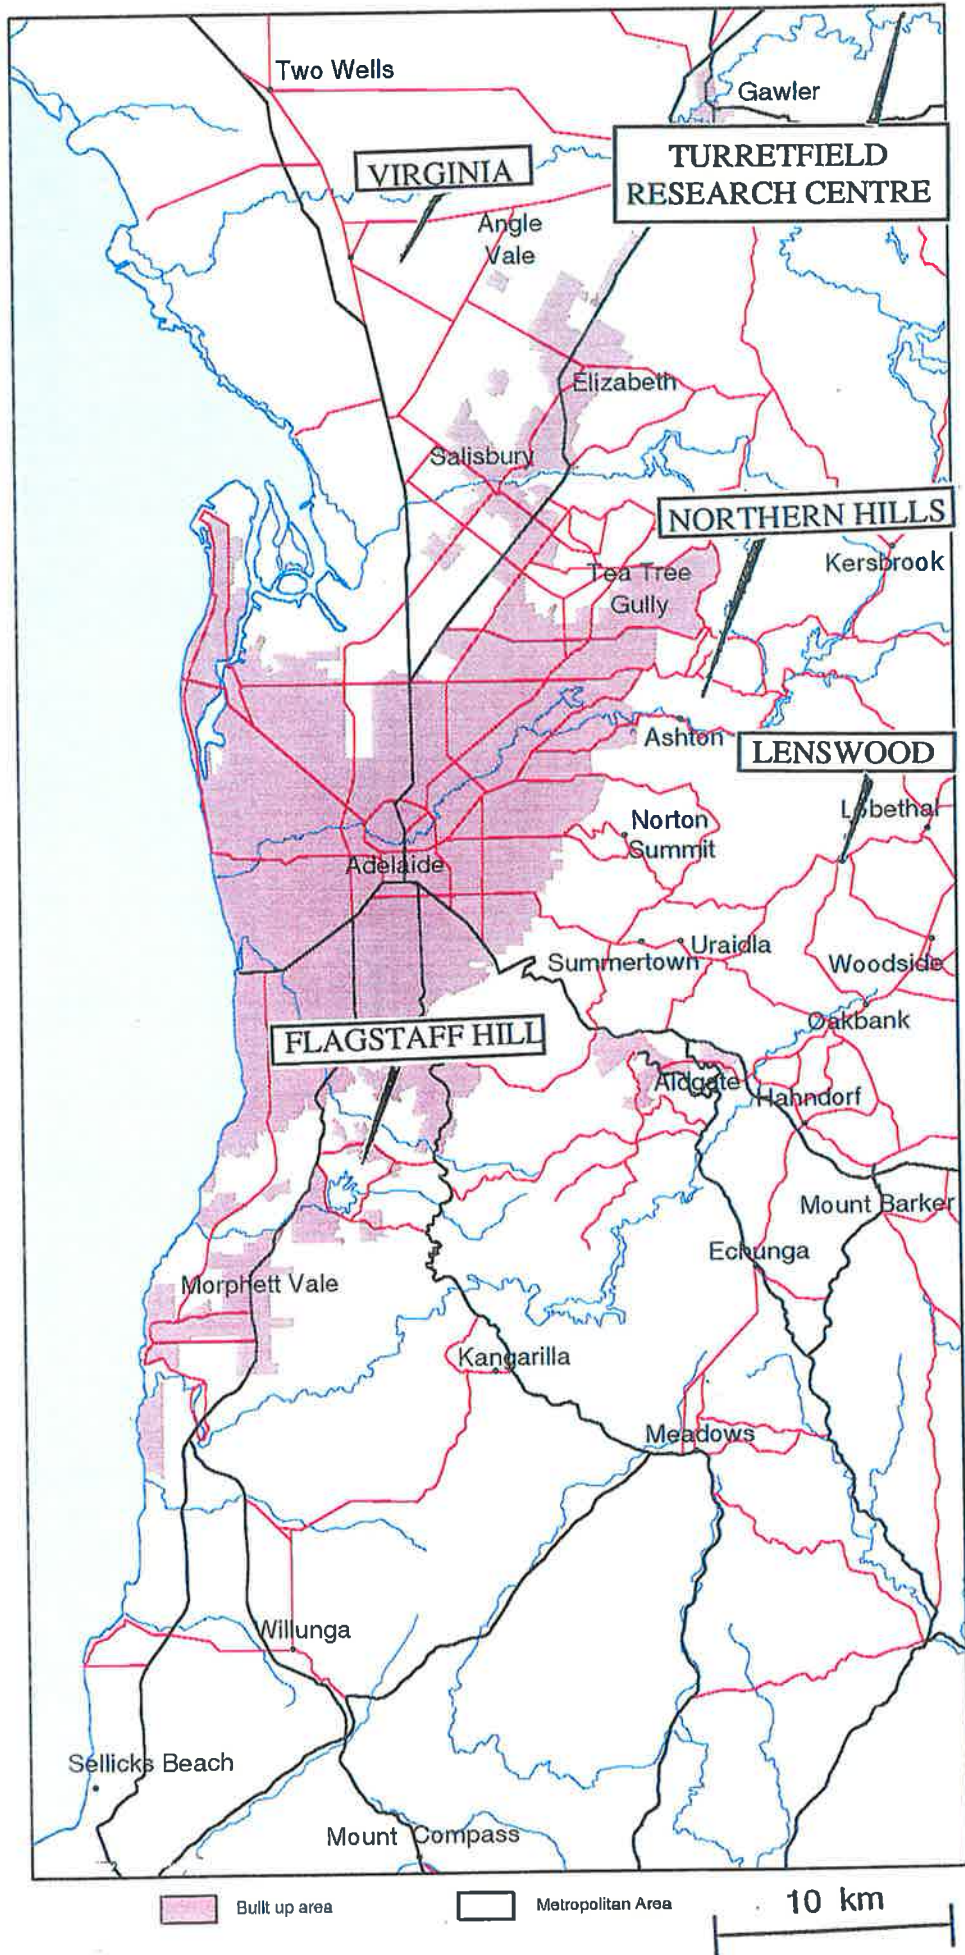 Two Wells
Gawler
TURRETFIELD
RESEARCH CENTRE
VIRGINIA
Angle
Vale
Elizabeth
Salisbury
NORTHERN HILLS
Kersbrook
Tea Tree
Gully
Ashton
LENSWOOD
Lobethal
Norton
Summit
Adelaide
Uraidla
Summertown
Woodside
Oakbank
FLAGSTAFF HILL
Aldgate
Hahndorf
Mount Barker
Echunga
Morphett Vale
Kangarilla
Meadows
Willunga
Sellicks Beach
Mount Compass
Built up area
Metropolitan Area
10 km